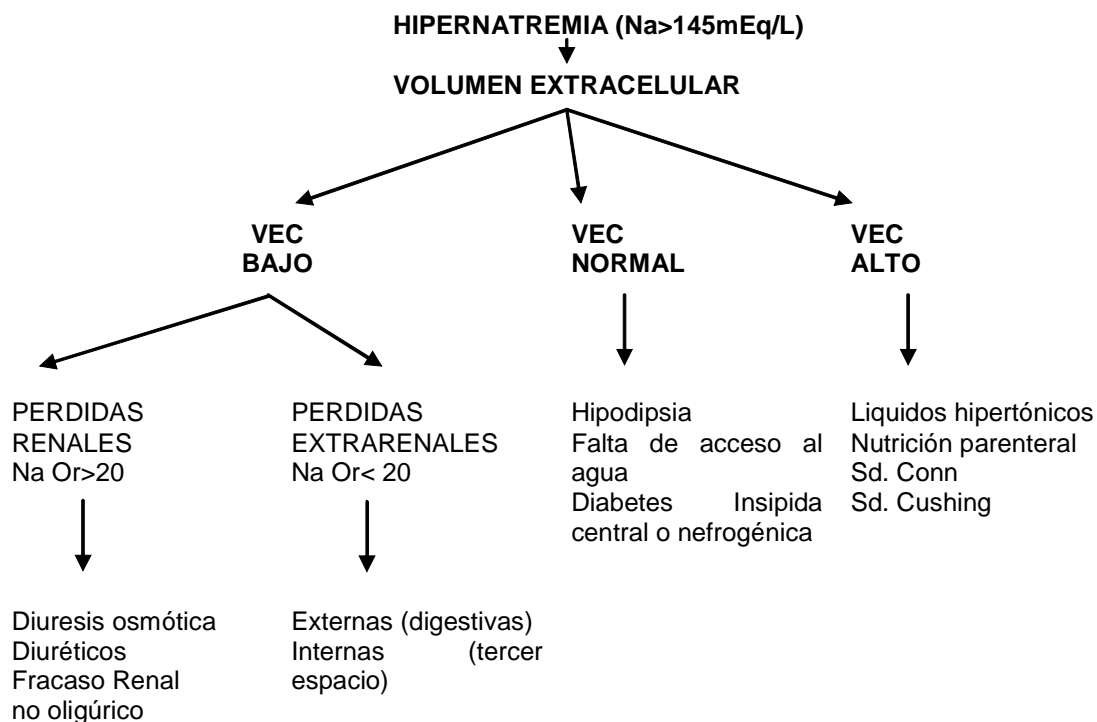 HIPERNATREMIA (Na>145mEq/L)
VOLUMEN EXTRACELULAR
VEC
BAJO
VEC
NORMAL
VEC
ALTO
PERDIDAS
RENALES
Na Or>20
PERDIDAS
EXTRARENALES
Na Or< 20
Hipodipsia
Falta de acceso al
agua
Diabetes Insipida
central o nefrogénica
Liquidos hipertónicos
Nutrición parenteral
Sd. Conn
Sd. Cushing
Diuresis osmótica
Diuréticos
Fracaso Renal
no oligúrico
Externas (digestivas)
Internas (tercer
espacio)